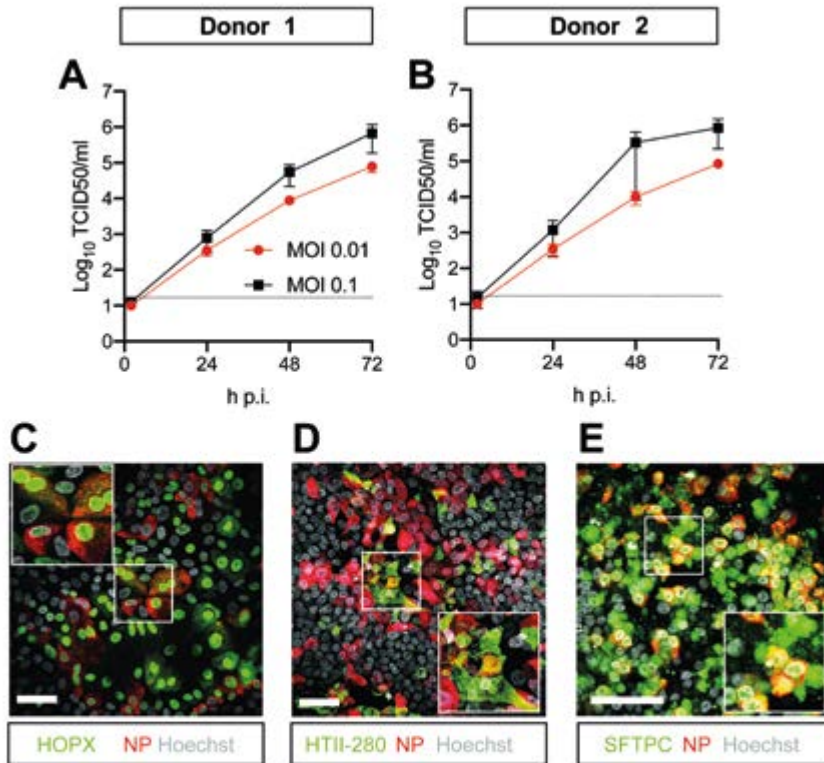 Donor 1
Donor 2
A
B
7
6
5
4
3
2
1
0
Log10 TCID50/ml
MOI 0.01
MOI 0.1
0 24 48 72
h p.i.
7
6
5
4
3
2
1
0
Log10 TCID50/ml
0 24 48 72
h p.i.
C
D
E
HOPX NP Hoechst
HTII-280 NP Hoechst
SFTPC NP Hoechst